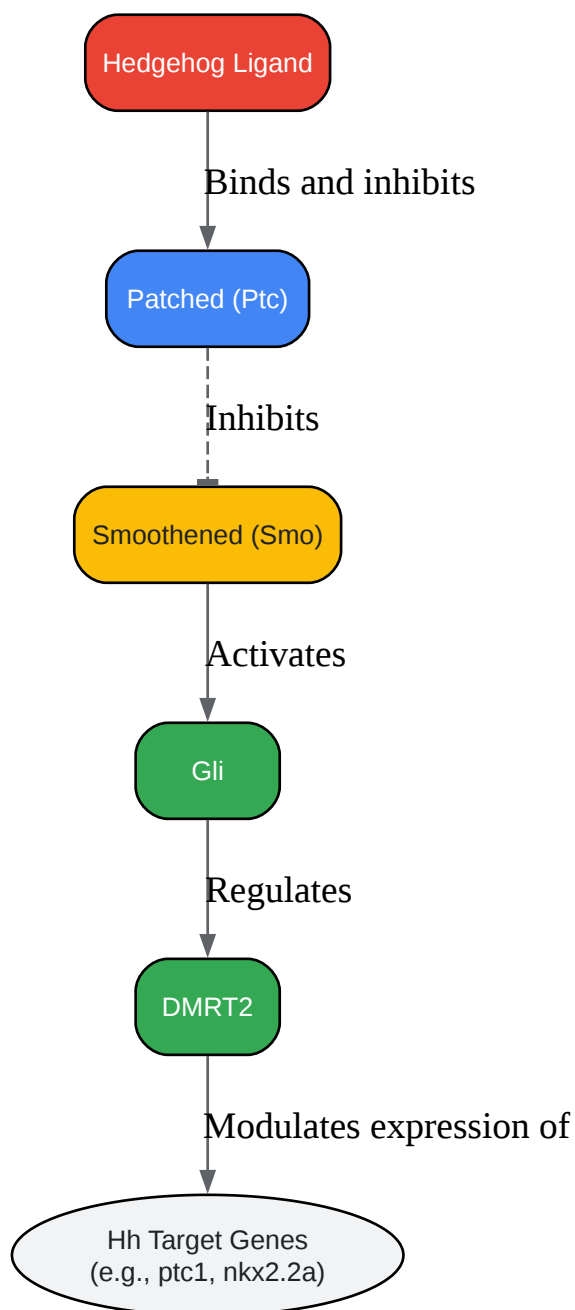 Hedgehog Ligand
Binds and inhibits
Patched (Ptc)
Inhibits
Smoothened (Smo)
Activates
Gli
Regulates
DMRT2
Modulates expression of
Hh Target Genes
(e.g., ptc1, nkx2.2a)